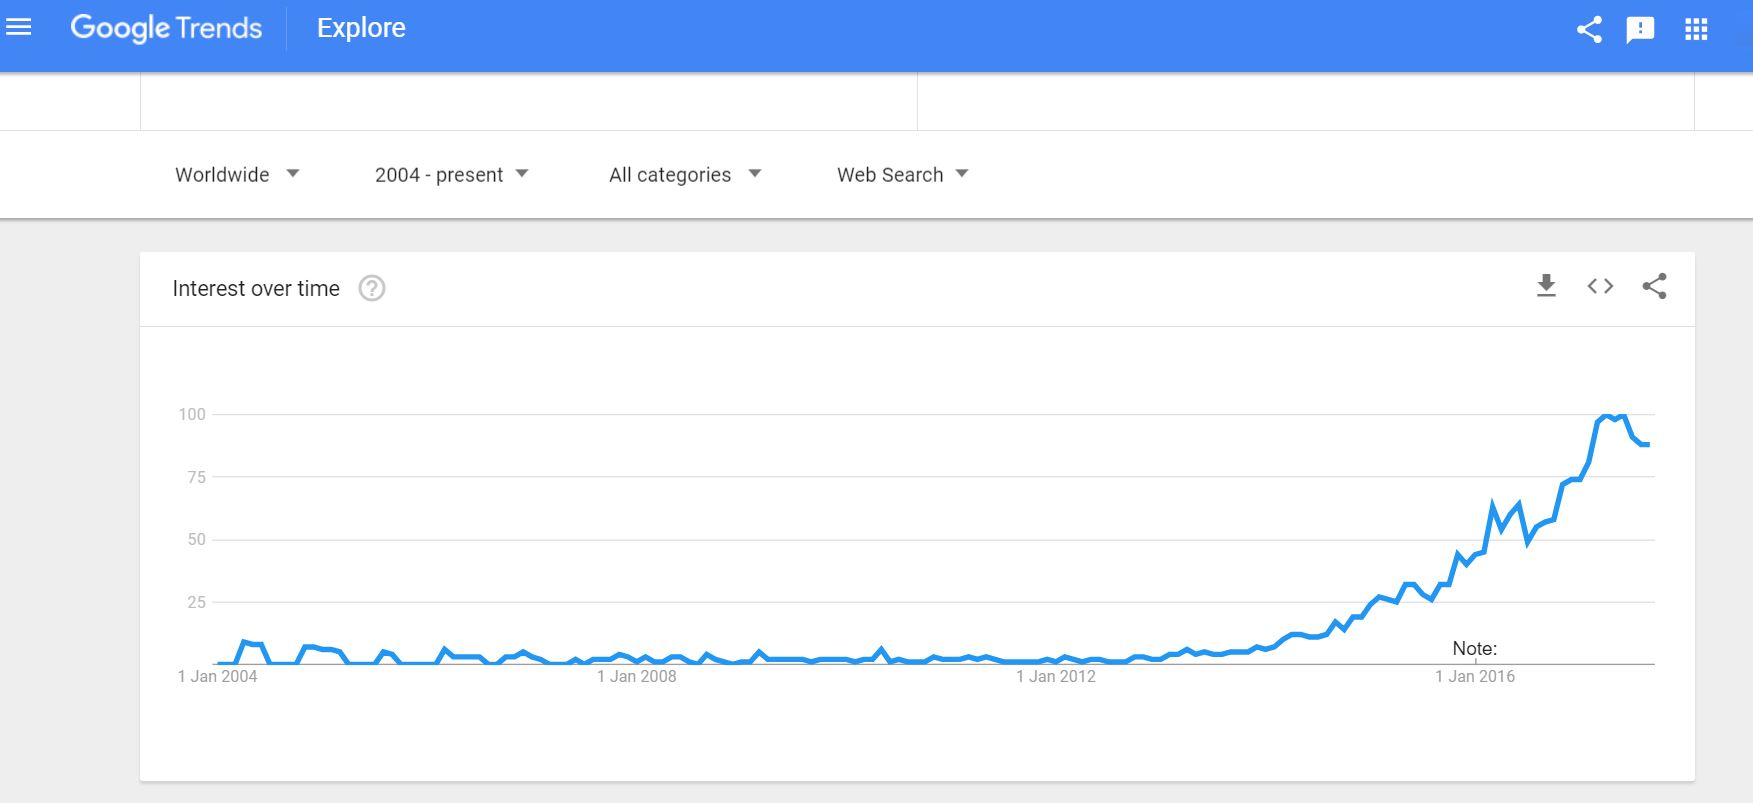 Google Trends Explore
Worldwide 2004 - present All categories Web Search
Interest over time
100
75
50
25
Note:
1 Jan 2004 1 Jan 2008 1 Jan 2012 1 Jan 2016